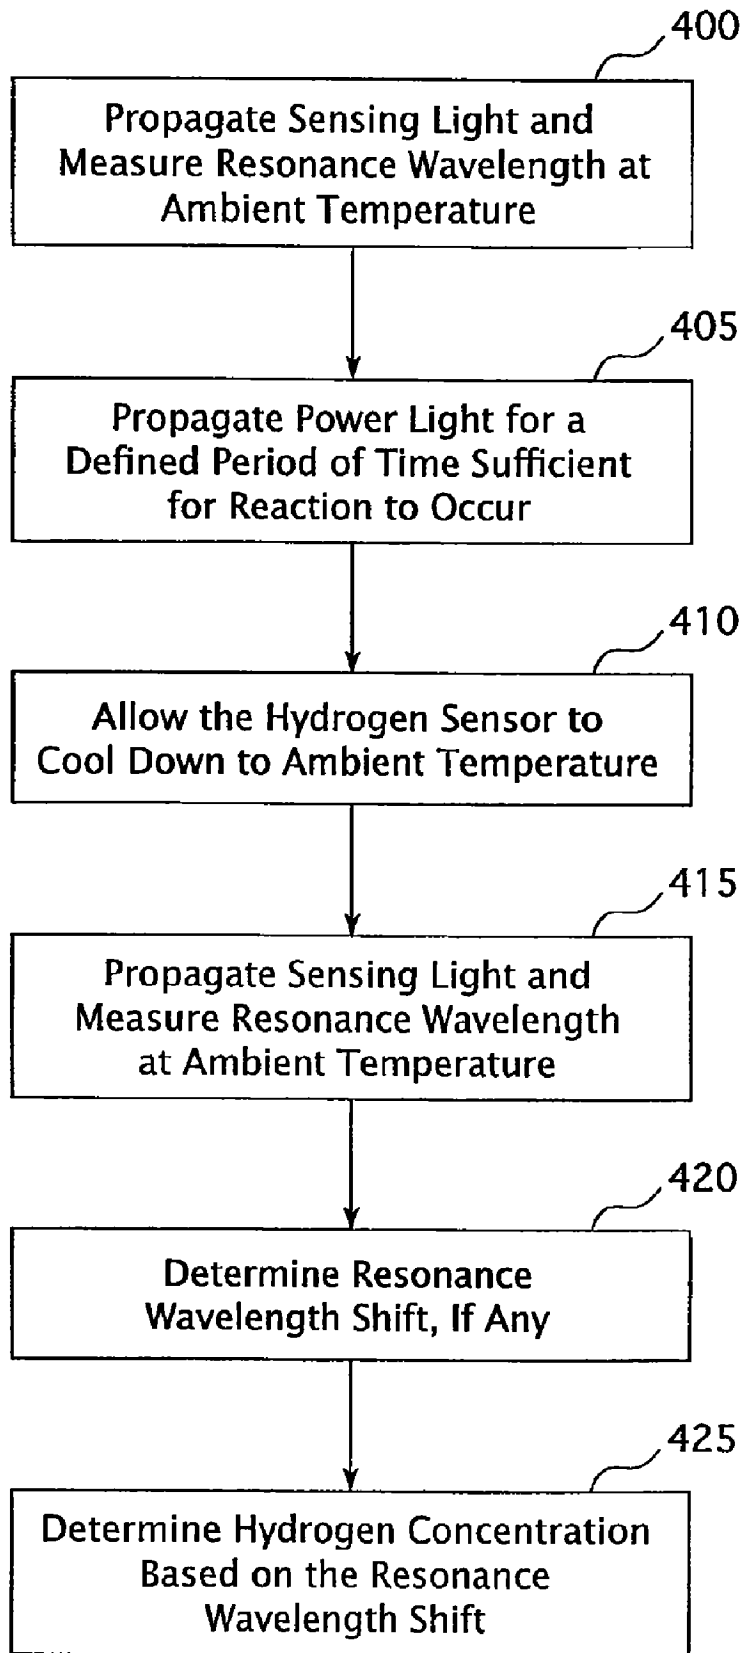 400
Propagate Sensing Light and
Measure Resonance Wavelength at
Ambient Temperature
405
Propagate Power Light for a
Defined Period of Time Sufficient
for Reaction to Occur
410
Allow the Hydrogen Sensor to
Cool Down to Ambient Temperature
415
Propagate Sensing Light and
Measure Resonance Wavelength
at Ambient Temperature
420
Determine Resonance
Wavelength Shift, If Any
425
Determine Hydrogen Concentration
Based on the Resonance
Wavelength Shift